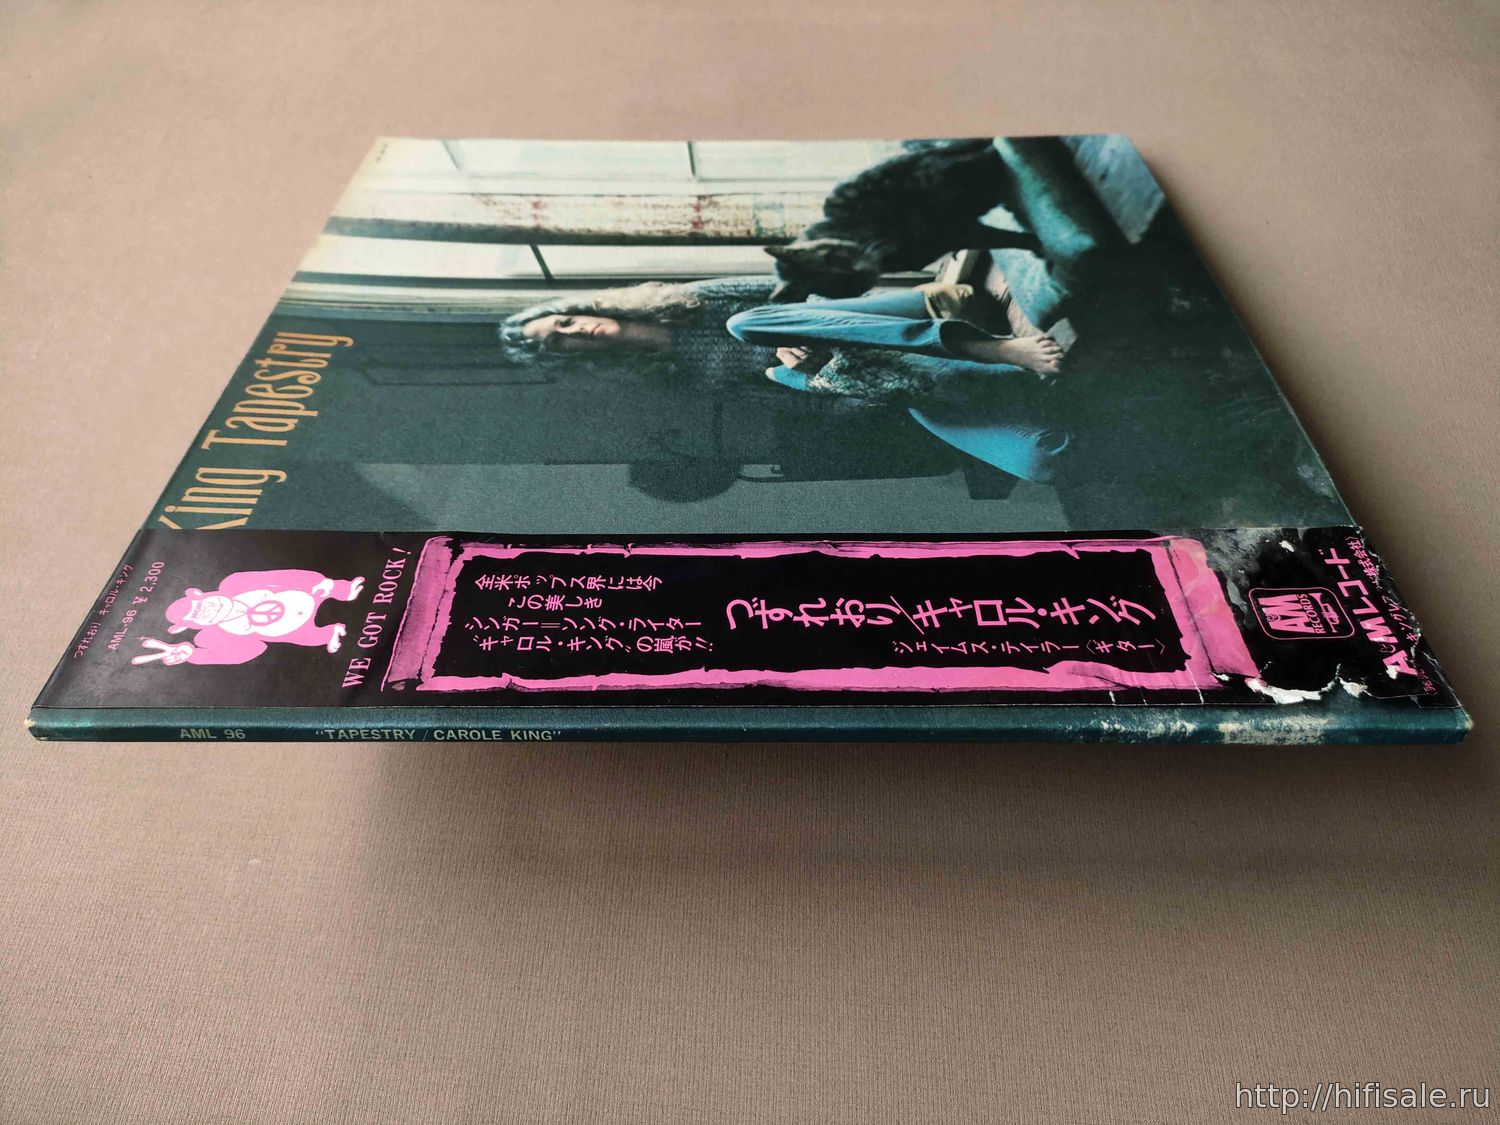 King Tapestry
つずれおり キャロル・キング
AML-96 ¥2,300
WE GOT ROCK!
全米ポップス界には今
この美しき
シンガー=ソング・ライター
"キャロル・キング"の嵐が!!
つずれおり/キャロル・キング
ジェイムス・テイラー〈ギター〉
A&M
RECORDS
レコード
AML
AML 96 "TAPESTRY / CAROLE KING"
http://hifisale.ru